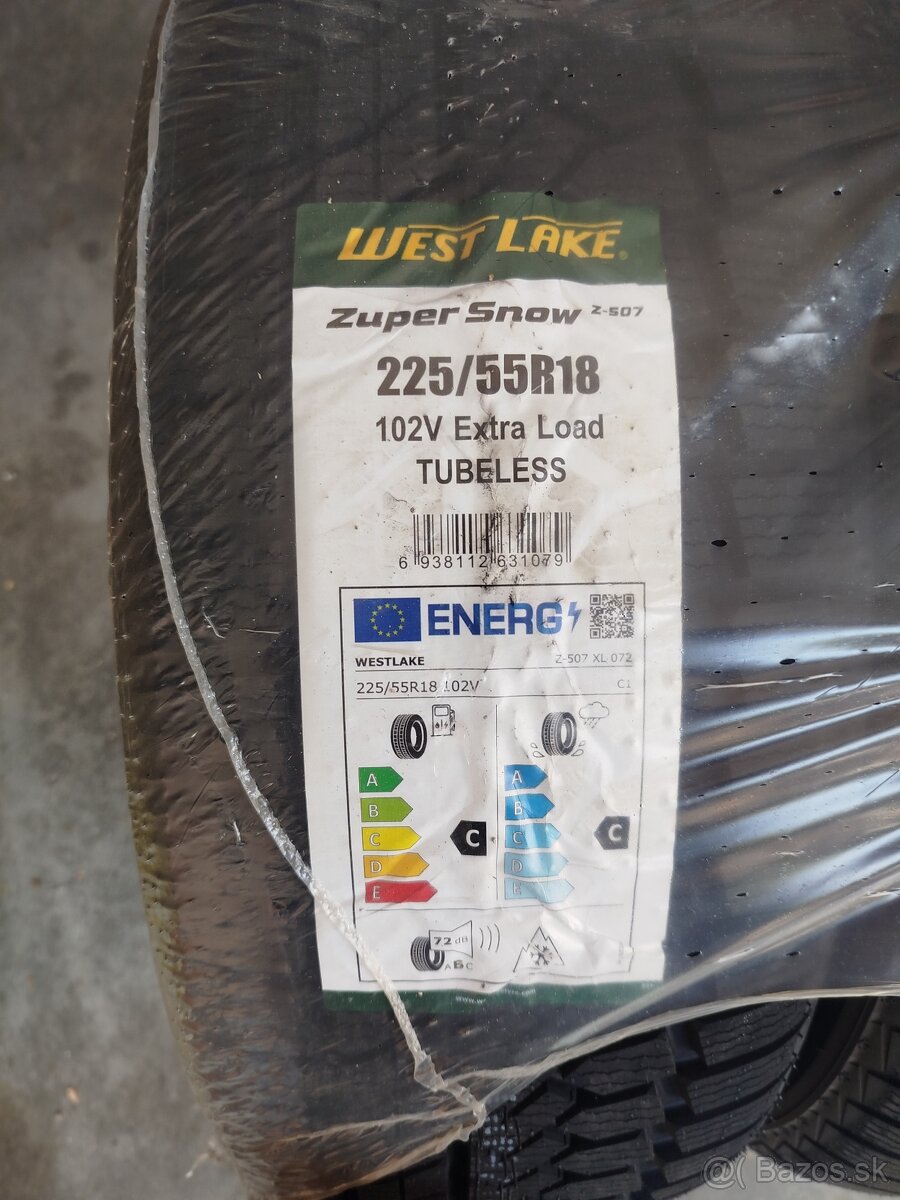 WEST LAKE®
Zuper Snow Z-507
225/55R18
102V Extra Load
TUBELESS
6 938112 631079
ENERG
WESTLAKE Z-507 XL 072
225/55R18 102V C1
A A
B B
C C C C
D D
E E
72 dB
ABC
@( Bazos.sk